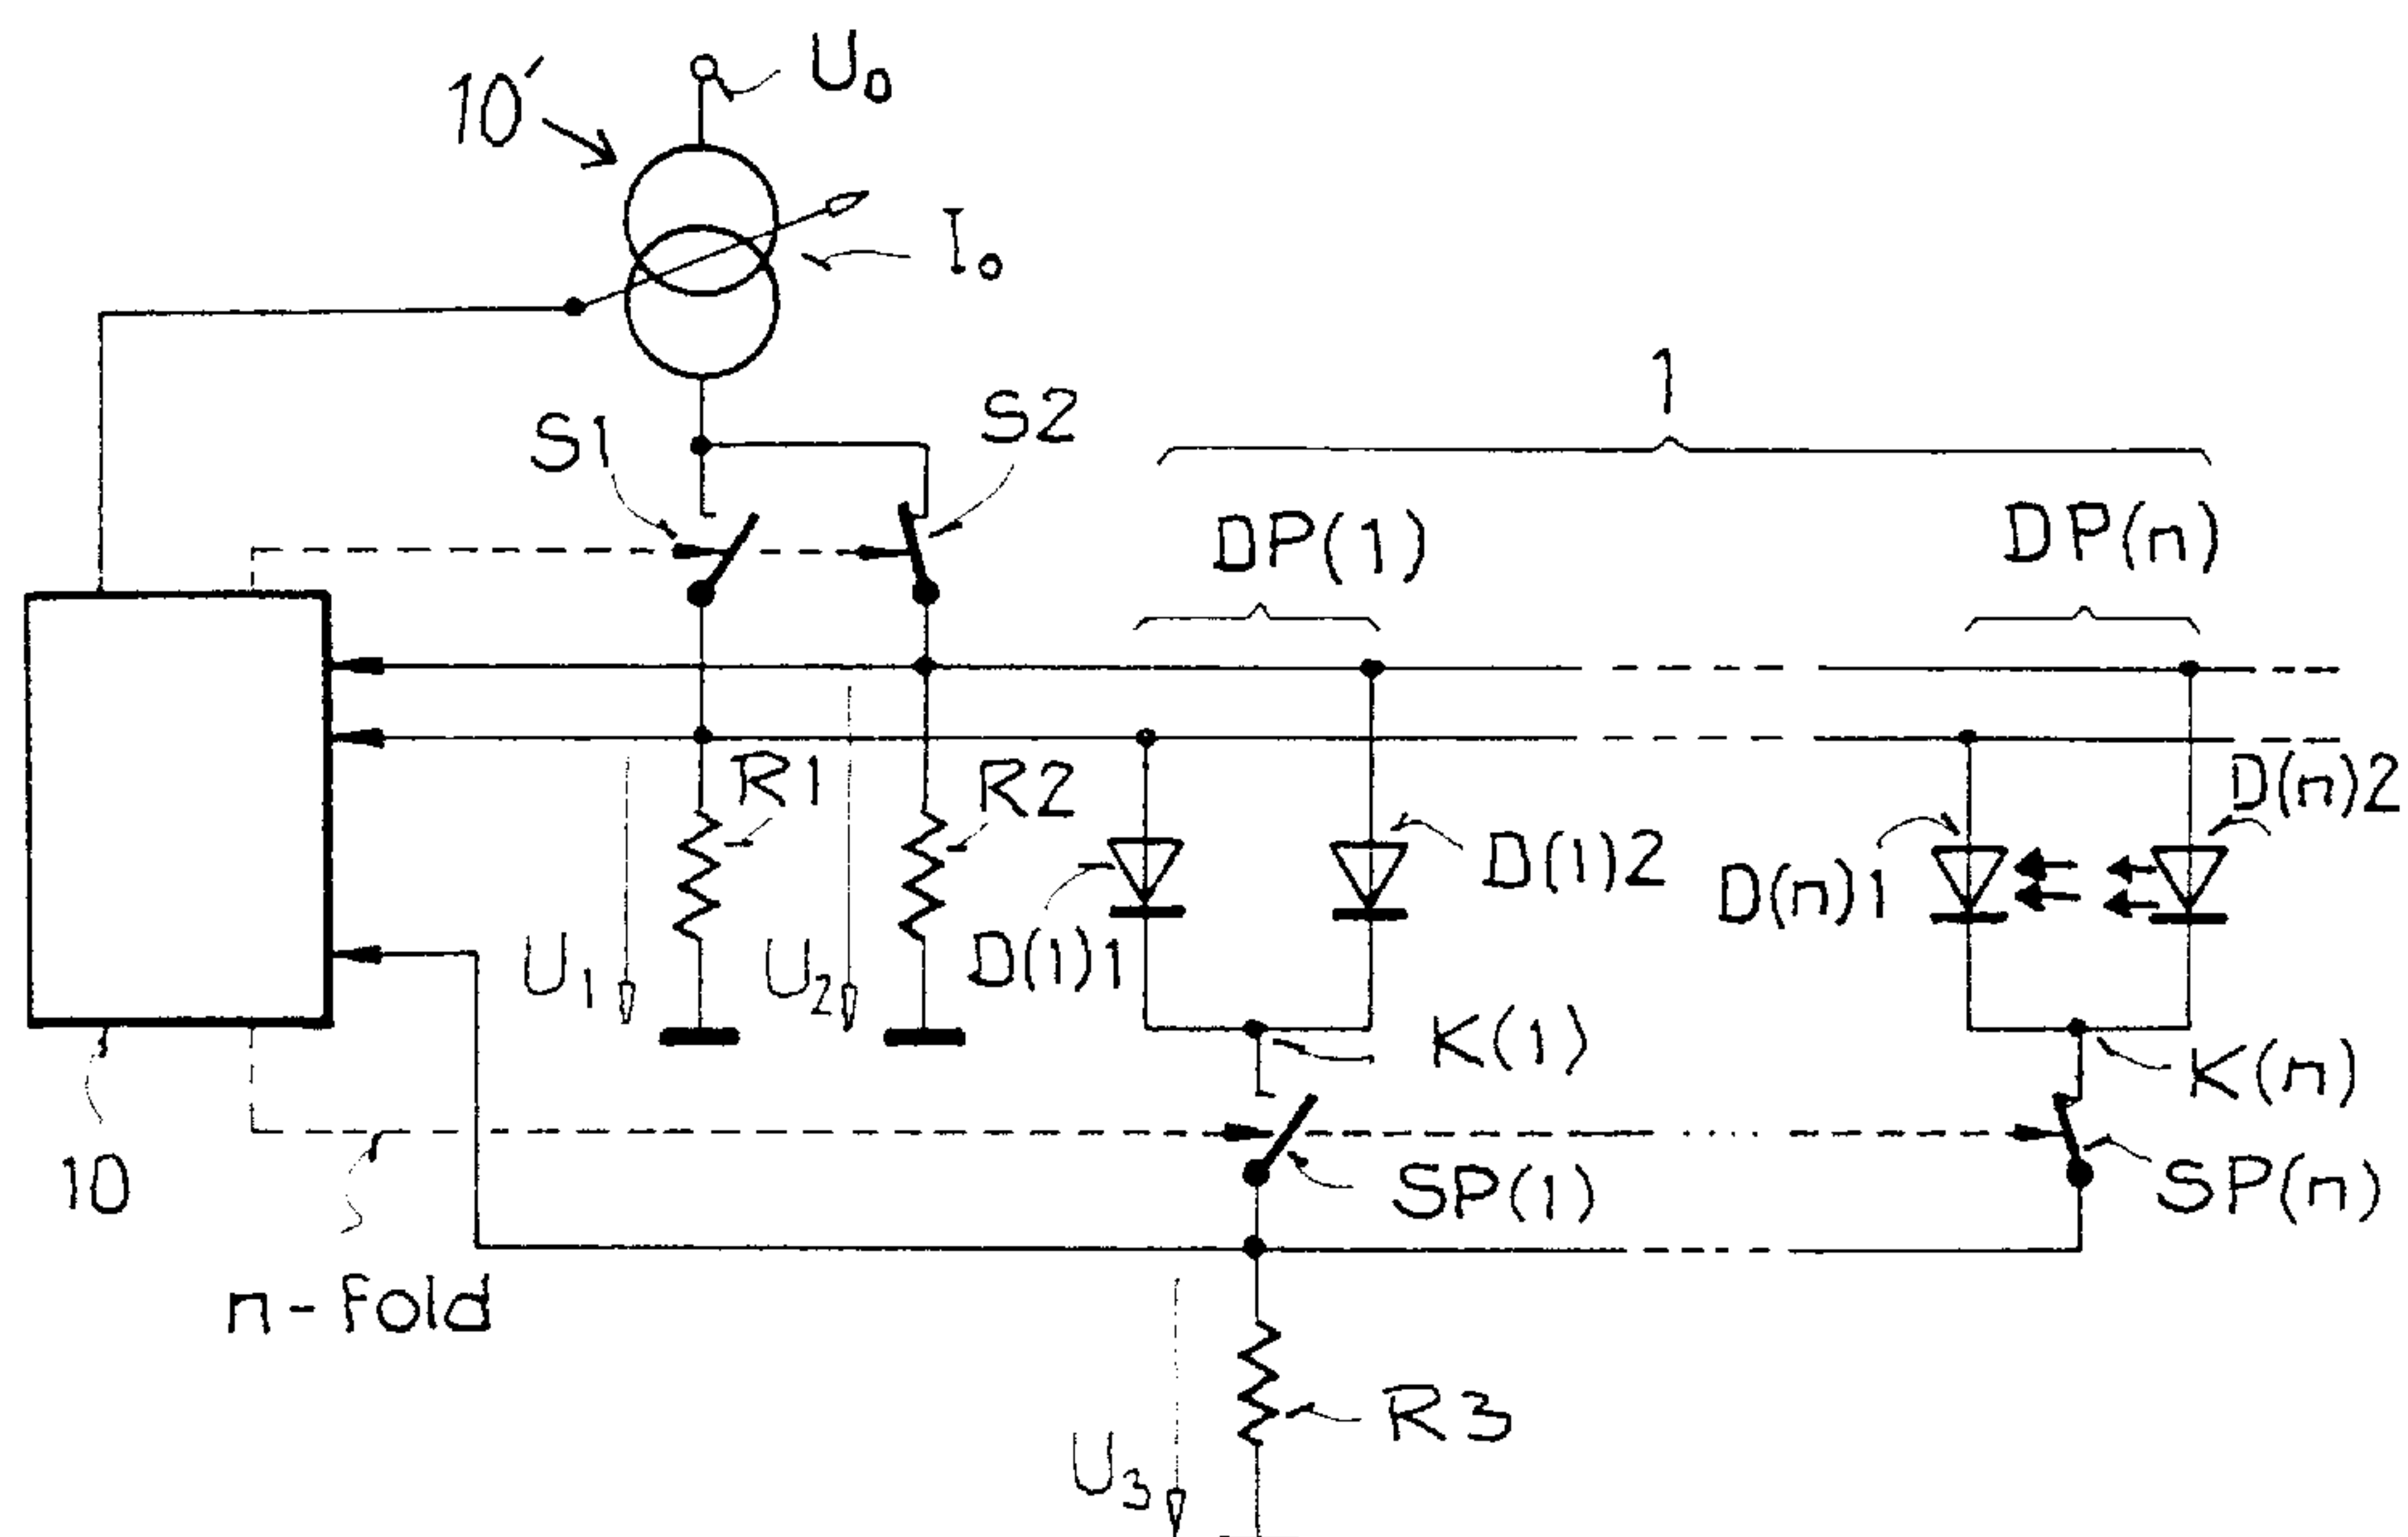 10′
U₀
I₀
1
S1
S2
DP(1)
DP(n)
R1
R2
D(n)2
D(1)2
D(n)1
U₁
U₂
D(1)1
K(1)
K(n)
10
SP(1)
SP(n)
n-fold
R3
U₃